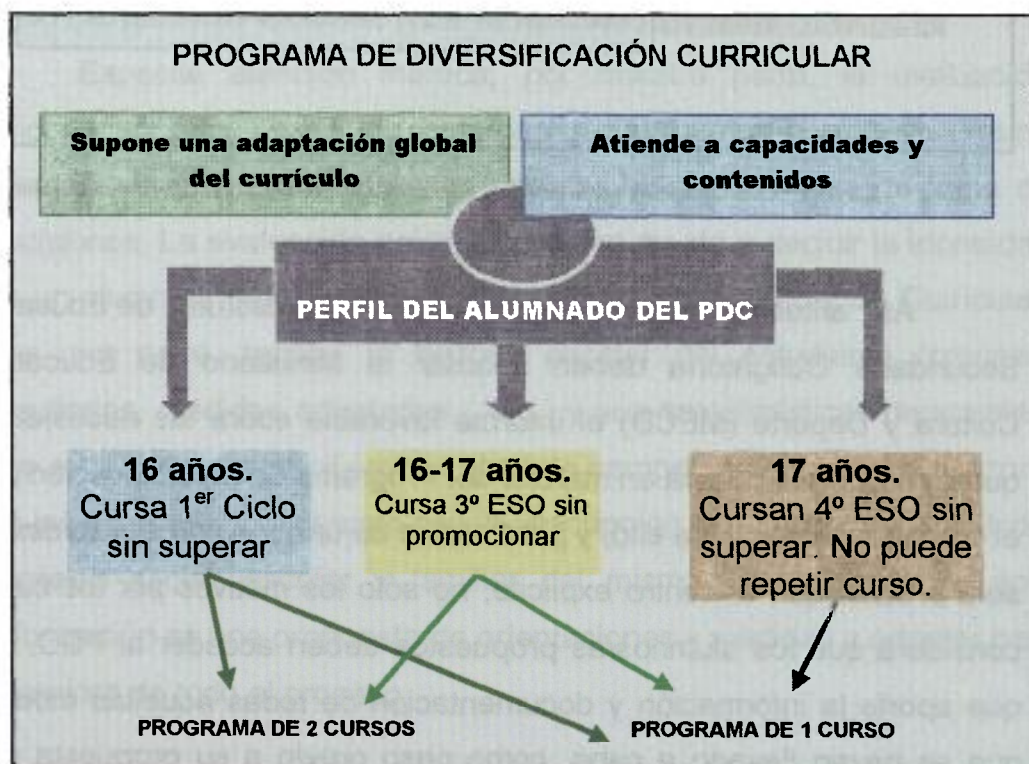 PROGRAMA DE DIVERSIFICACIÓN CURRICULAR
Supone una adaptación global
del currículo
Atiende a capacidades y
contenidos
PERFIL DEL ALUMNADO DEL PDC
16 años.
Cursa 1er Ciclo
sin superar
16-17 años.
Cursa 3º ESO sin
promocionar
17 años.
Cursan 4º ESO sin
superar. No puede
repetir curso.
PROGRAMA DE 2 CURSOS
PROGRAMA DE 1 CURSO